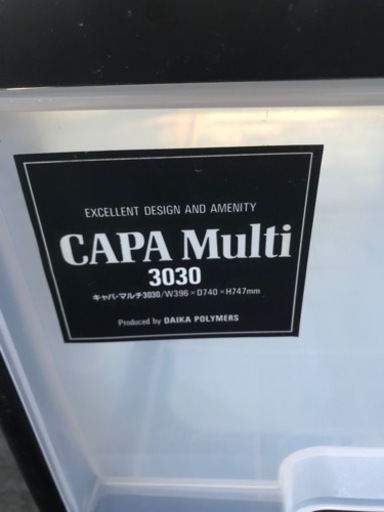 EXCELLENT DESIGN AND AMENITY
CAPA Multi
3030
キャパ・マルチ3030/W396×D740×H747mm
Produced by DAIKA POLYMERS